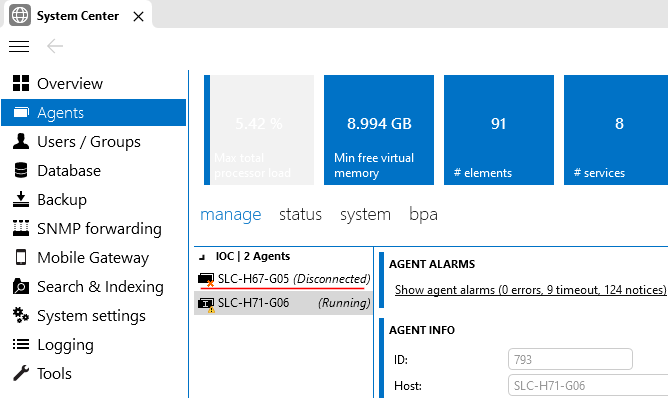 System Center
Overview
Agents
Users / Groups
Database
Backup
SNMP forwarding
Mobile Gateway
Search & Indexing
System settings
Logging
Tools
5.42 %
Max total
processor load
8.994 GB
Min free virtual
memory
91
# elements
8
# services
manage status system bpa
IOC | 2 Agents
SLC-H67-G05 (Disconnected)
SLC-H71-G06 (Running)
AGENT ALARMS
Show agent alarms (0 errors, 9 timeout, 124 notices)
AGENT INFO
ID: 793
Host: SLC-H71-G06